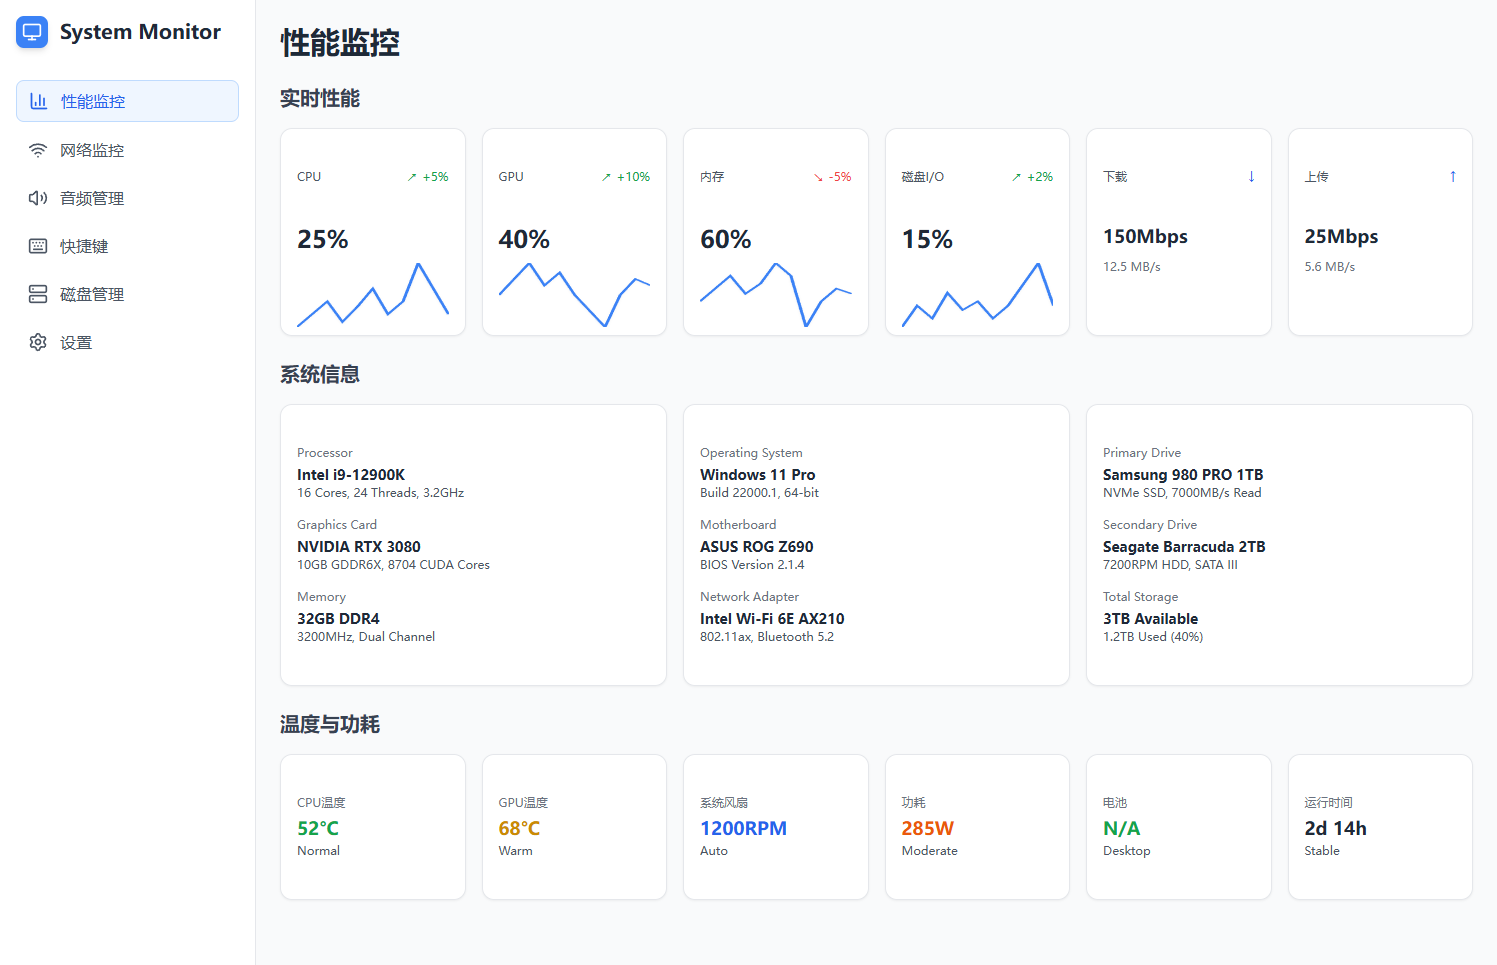 System Monitor
性能监控
网络监控
音频管理
快捷键
磁盘管理
设置
性能监控
实时性能
CPU ↗ +5%
25%
GPU ↗ +10%
40%
内存 ↘ -5%
60%
磁盘I/O ↗ +2%
15%
下载 ↓
150Mbps
12.5 MB/s
上传 ↑
25Mbps
5.6 MB/s
系统信息
Processor
Intel i9-12900K
16 Cores, 24 Threads, 3.2GHz
Graphics Card
NVIDIA RTX 3080
10GB GDDR6X, 8704 CUDA Cores
Memory
32GB DDR4
3200MHz, Dual Channel
Operating System
Windows 11 Pro
Build 22000.1, 64-bit
Motherboard
ASUS ROG Z690
BIOS Version 2.1.4
Network Adapter
Intel Wi-Fi 6E AX210
802.11ax, Bluetooth 5.2
Primary Drive
Samsung 980 PRO 1TB
NVMe SSD, 7000MB/s Read
Secondary Drive
Seagate Barracuda 2TB
7200RPM HDD, SATA III
Total Storage
3TB Available
1.2TB Used (40%)
温度与功耗
CPU温度
52°C
Normal
GPU温度
68°C
Warm
系统风扇
1200RPM
Auto
功耗
285W
Moderate
电池
N/A
Desktop
运行时间
2d 14h
Stable